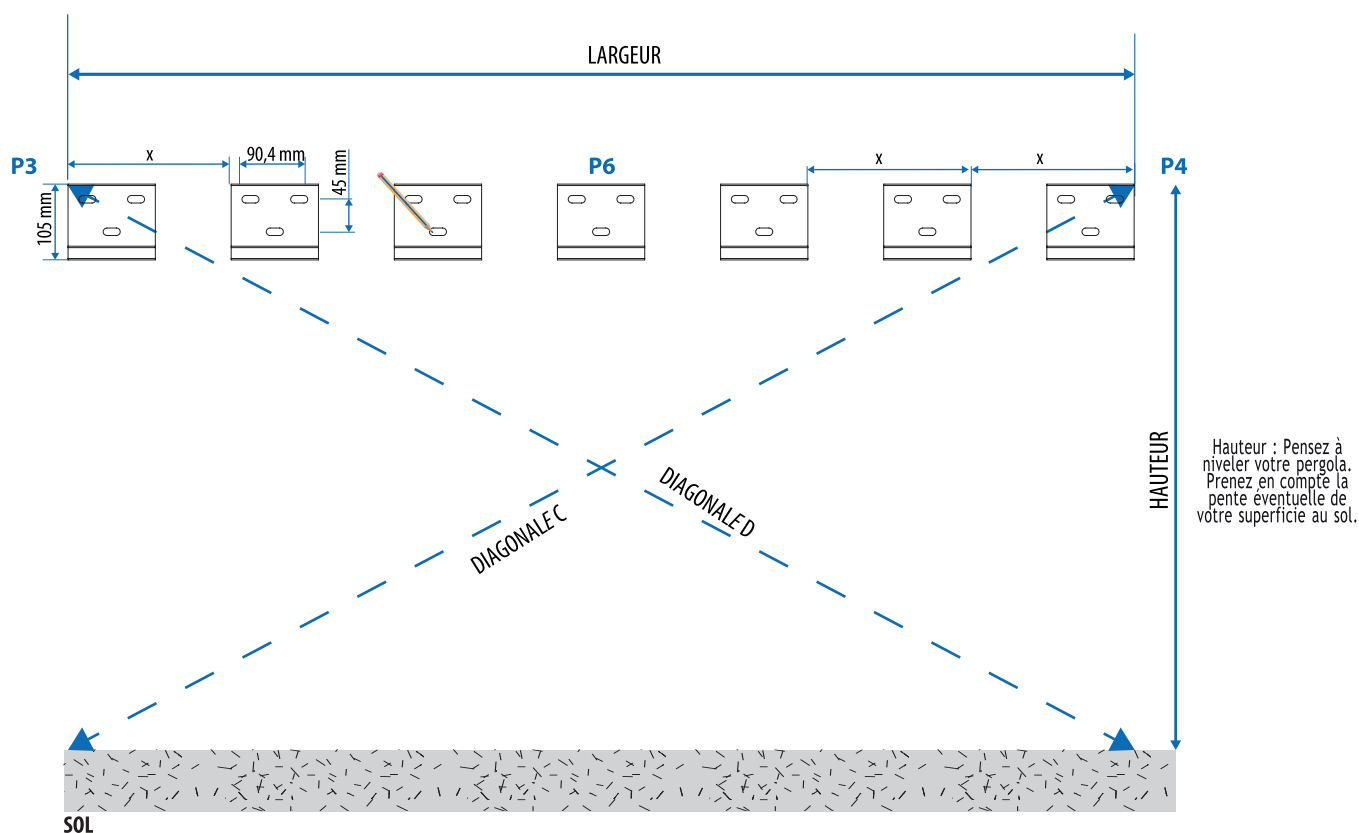 LARGEUR
P3
x
90,4 mm
45 mm
P6
x
x
P4
105 mm
HAUTEUR
Hauteur : Pensez à
niveler votre pergola.
Prenez en compte la
pente éventuelle de
votre superficie au sol.
DIAGONALE C
DIAGONALE D
SOL